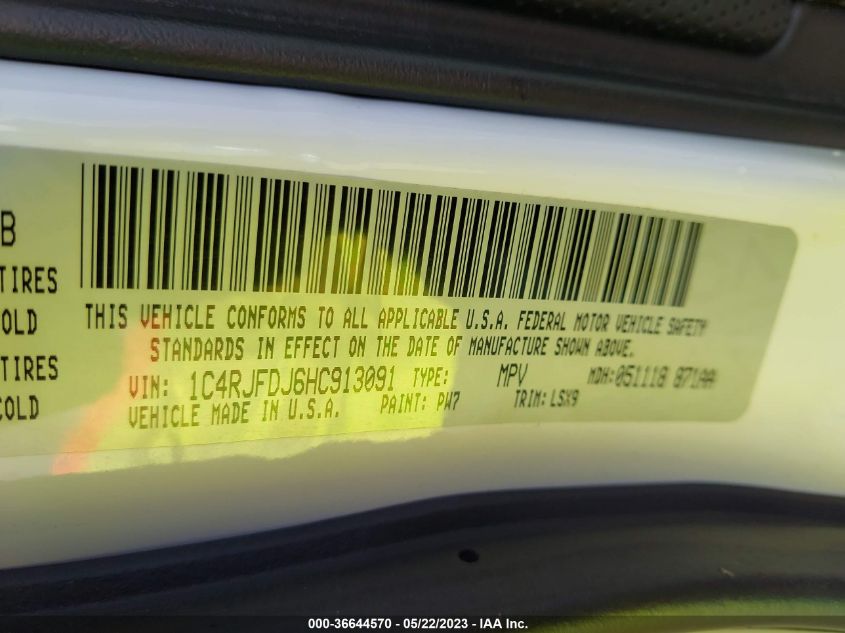 B
TIRES
OLD
TIRES
COLD
THIS VEHICLE CONFORMS TO ALL APPLICABLE U.S.A. FEDERAL MOTOR VEHICLE SAFETY
STANDARDS IN EFFECT ON THE DATE OF MANUFACTURE SHOWN ABOVE.
VIN: 1C4RJFDJ6HC913091 TYPE: MPV MDH: 051118 871AA
VEHICLE MADE IN U.S.A. PAINT: PW7 TRIM: LSX9
000-36644570 - 05/22/2023 - IAA Inc.